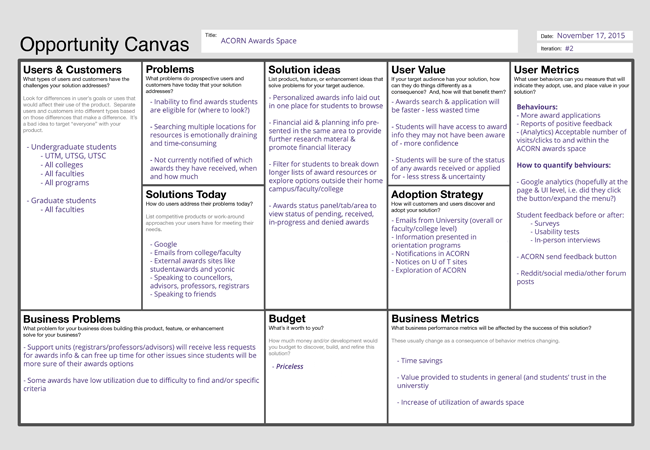 Opportunity Canvas
Title:
ACORN Awards Space
Date: November 17, 2015
Iteration: #2
Users & Customers
What types of users and customers have the
challenges your solution addresses?
Look for differences in user's goals or uses that
would affect their use of the product. Separate
users and customers into different types based
on those differences that make a difference. It's
a bad idea to target "everyone" with your
product.
- Undergraduate students
- UTM, UTSG, UTSC
- All colleges
- All faculties
- All programs
- Graduate students
- All faculties
Problems
What problems do prospective users and
customers have today that your solution
addresses?
- Inability to find awards students
are eligible for (where to look?)
- Searching multiple locations for
resources is emotionally draining
and time-consuming
- Not currently notified of which
awards they have received, when
and how much
Solutions Today
How do users address their problems today?
List competitive products or work-around
approaches your users have for meeting their
needs.
- Google
- Emails from college/faculty
- External awards sites like
studentawards and yconic
- Speaking to councellors,
advisors, professors, registrars
- Speaking to friends
Solution ideas
List product, feature, or enhancement ideas that
solve problems for your target audience.
- Personalized awards info laid out
in one place for students to browse
- Financial aid & planning info pre-
sented in the same area to provide
further research materal &
promote financial literacy
- Filter for students to break down
longer lists of award resources or
explore options outside their home
campus/faculty/college
- Awards status panel/tab/area to
view status of pending, received,
in-progress and denied awards
User Value
If your target audience has your solution, how
can they do things differently as a
consequence? And, how will that benefit them?
- Awards search & application will
be faster - less wasted time
- Students will have access to award
info they may not have been aware
of - more confidence
- Students will be sure of the status
of any awards received or applied
for - less stress & uncertainty
Adoption Strategy
How will customers and users discover and
adopt your solution?
- Emails from University (overall or
faculty/college level)
- Information presented in
orientation programs
- Notifications in ACORN
- Notices on U of T sites
- Exploration of ACORN
User Metrics
What user behaviors can you measure that will
indicate they adopt, use, and place value in your
solution?
Behaviours:
- More award applications
- Reports of positive feedback
- (Analytics) Acceptable number of
visits/clicks to and within the
ACORN awards space
How to quantify behviours:
- Google analytics (hopefully at the
page & UI level, i.e. did they click
the button/expand the menu?)
Student feedback before or after:
- Surveys
- Usability tests
- In-person interviews
- ACORN send feedback button
- Reddit/social media/other forum
posts
Business Problems
What problem for your business does building this product, feature, or enhancement
solve for your business?
- Support units (registrars/professors/advisors) will receive less requests
for awards info & can free up time for other issues since students will be
more sure of their awards options
- Some awards have low utilization due to difficulty to find and/or specific
criteria
Budget
What's it worth to you?
How much money and/or development would
you budget to discover, build, and refine this
solution?
- Priceless
Business Metrics
What business performance metrics will be affected by the success of this solution?
These usually change as a consequence of behavior metrics changing.
- Time savings
- Value provided to students in general (and students' trust in the
universtiy
- Increase of utilization of awards space